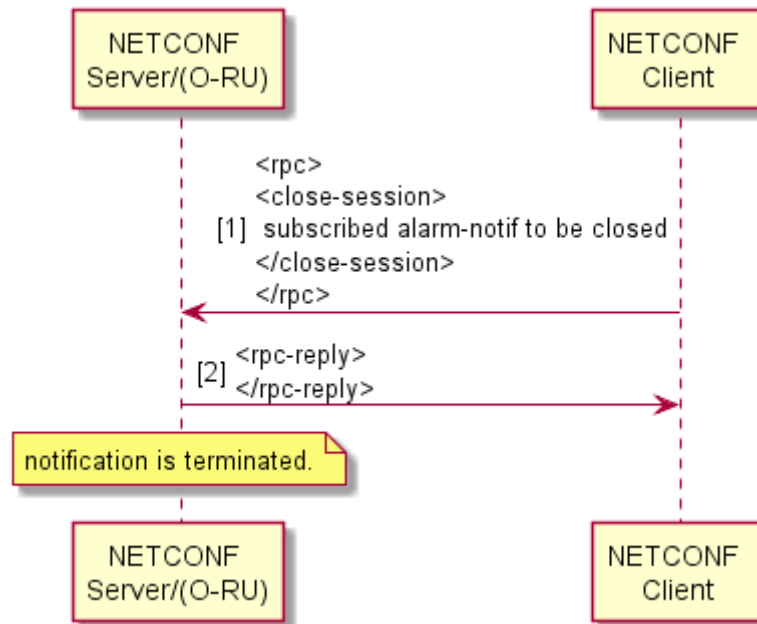 NETCONF
Server/(O-RU)
NETCONF
Client
<rpc>
<close-session>
[1] subscribed alarm-notif to be closed
</close-session>
</rpc>
[2]
<rpc-reply>
</rpc-reply>
notification is terminated.
NETCONF
Server/(O-RU)
NETCONF
Client